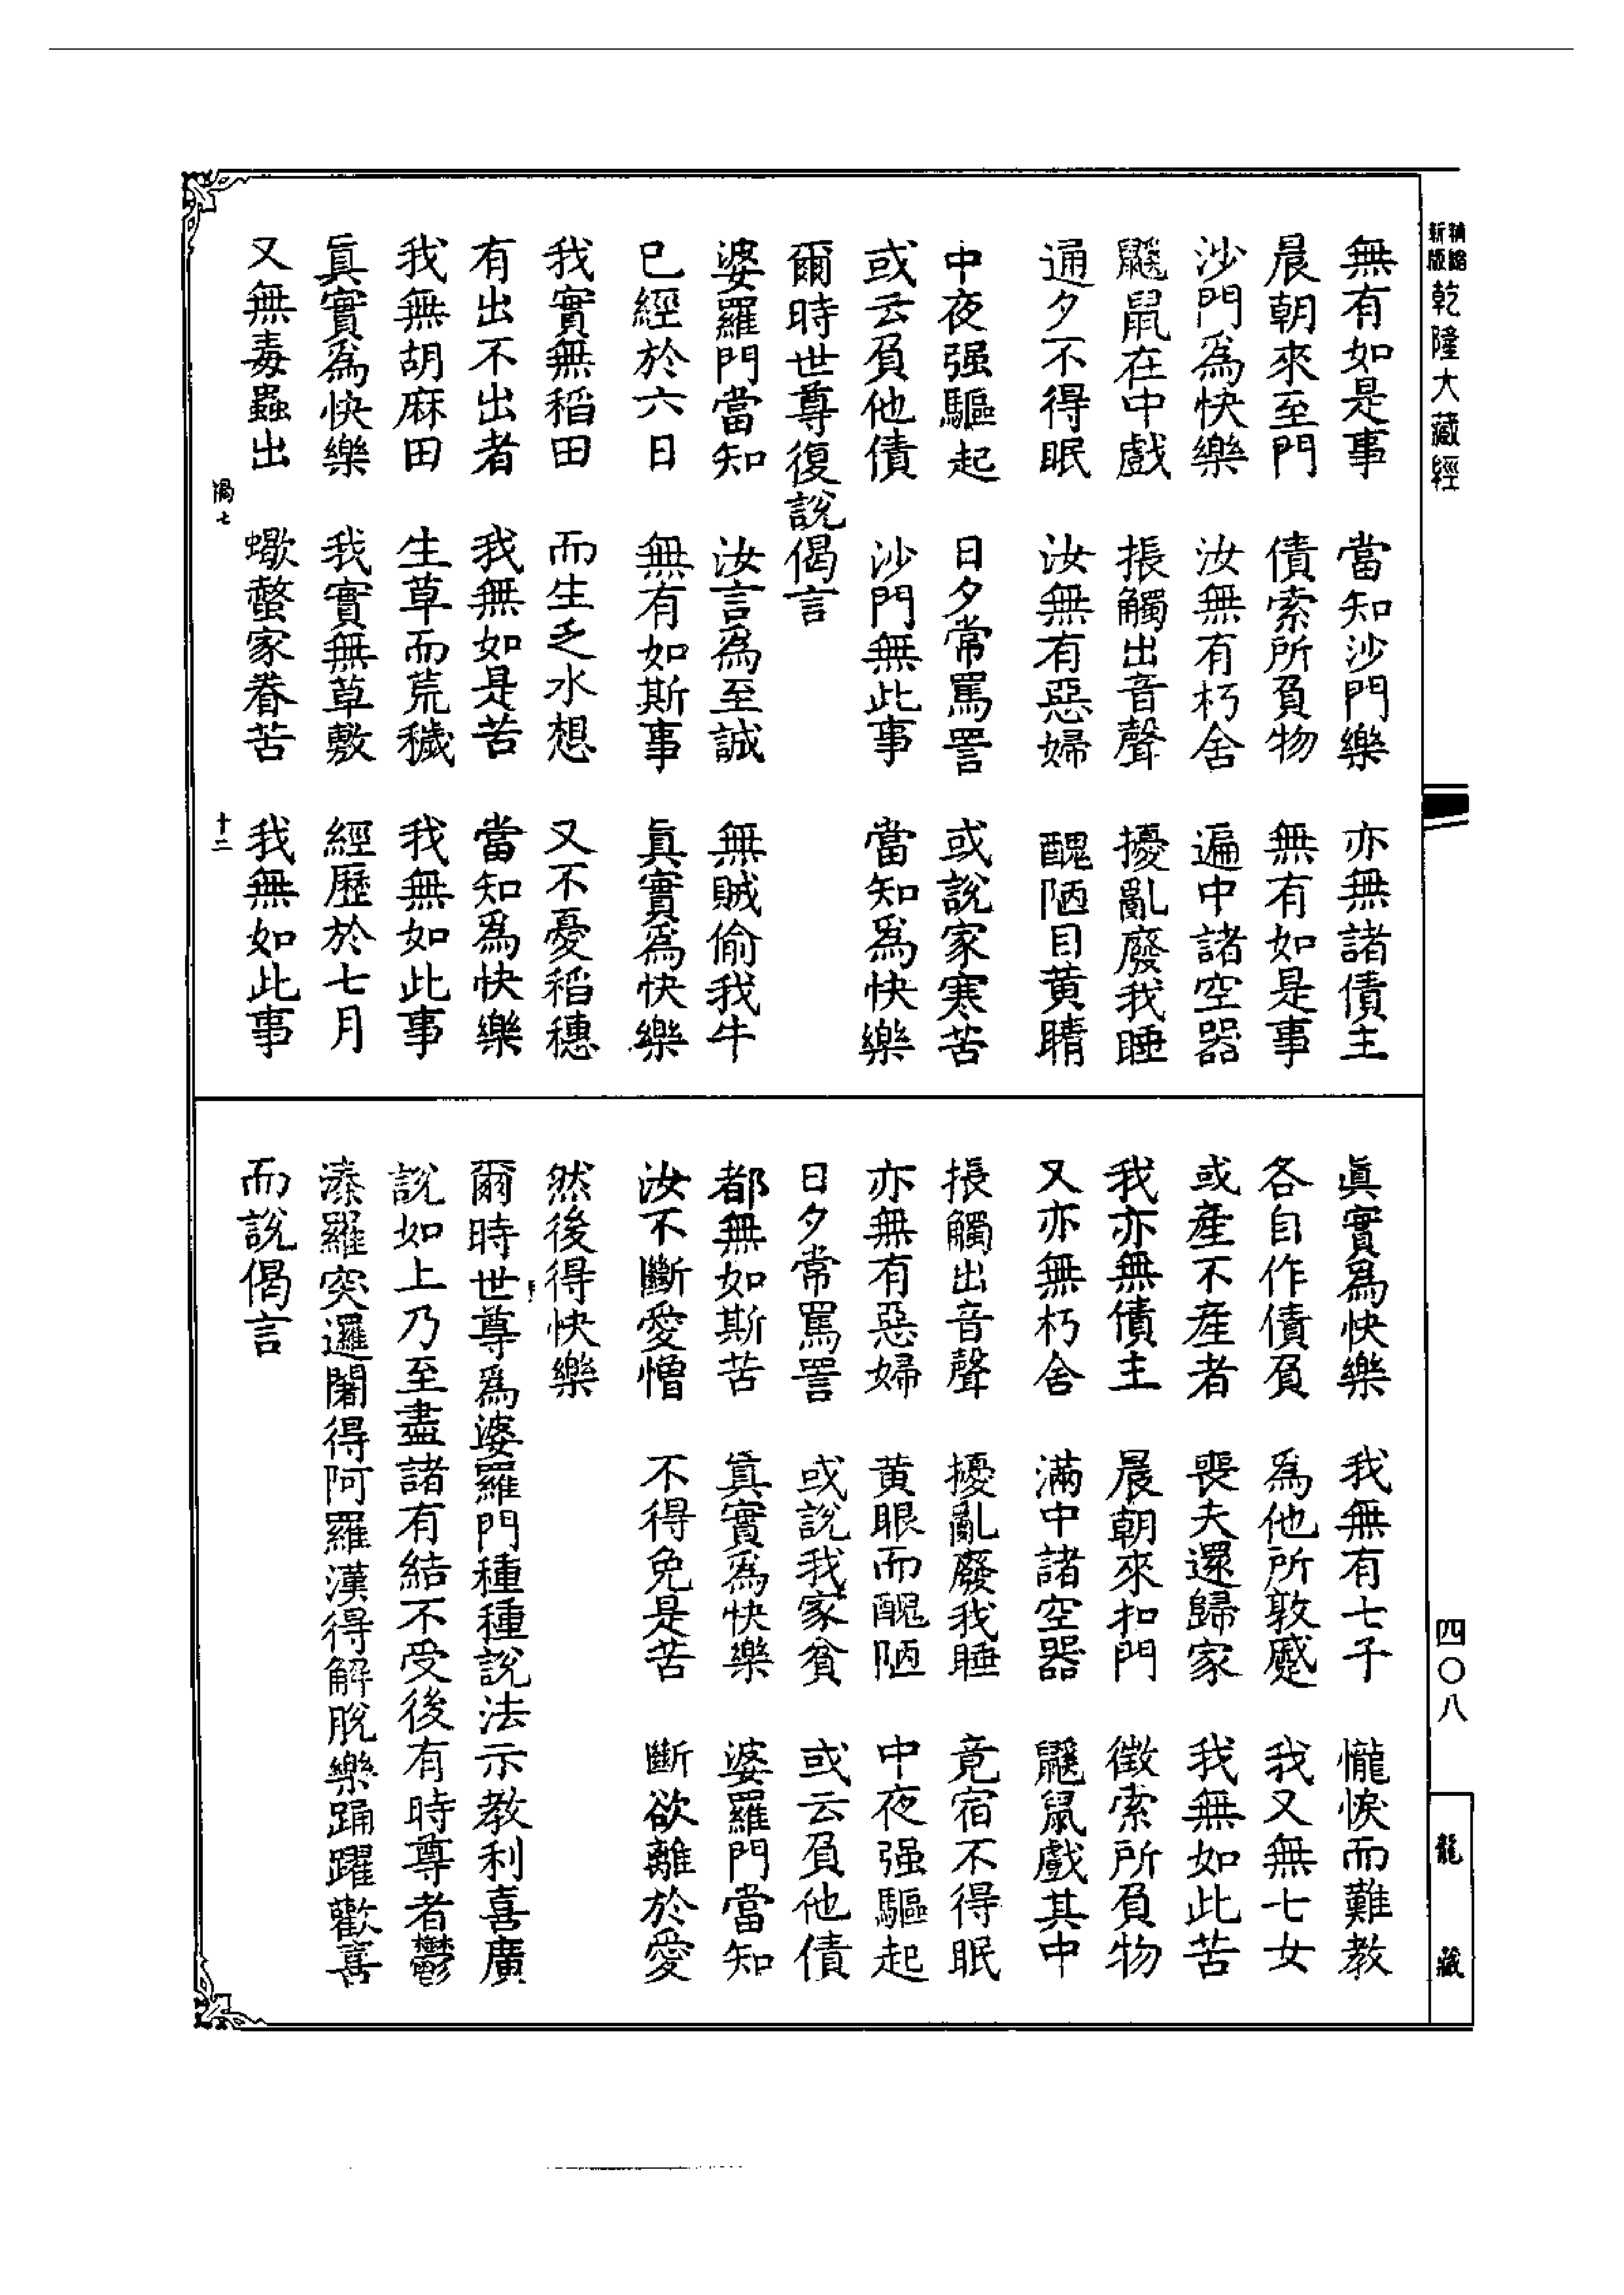 新版
乾隆大藏經
無有如是事　當知沙門樂　亦無諸債主
晨朝來至門　債索所負物　無有如是事
沙門為快樂　汝無有朽舍　遍中諸空器
鼷鼠在中戲　掁觸出音聲　擾亂廢我睡
通夕不得眠　汝無有惡婦　醜陋目黃睛
中夜强驅起　日夕常罵詈　或說家寒苦
或云負他債　沙門無此事　當知為快樂
爾時世尊復說偈言
婆羅門當知　汝言為至誠　無賊偷我牛
已經於六日　無有如斯事　眞實為快樂
我實無稻田　而生乏水想　又不憂稻穗
有出不出者　我無如是苦　當知為快樂
我無胡麻田　生草而荒穢　我無如此事
眞實為快樂　我實無草敷　經歷於七月
又無毒蟲出　蠍螫家眷苦　我無如此事
七　十二
眞實為快樂　我無有七子　𢤱悷而難教
各自作債負　為他所敦蹙　我又無七女
或產不產者　喪夫還歸家　我無如此苦
我亦無債主　晨朝來扣門　徵索所負物
又亦無朽舍　滿中諸空器　鼷鼠戲其中
掁觸出音聲　擾亂廢我睡　竟宿不得眠
亦無有惡婦　黃眼而醜陋　中夜强驅起
日夕常罵詈　或說我家貧　或云負他債
都無如斯苦　眞實為快樂　婆羅門當知
汝不斷愛憎　不得免是苦　斷欲離於愛
然後得快樂
爾時世尊為婆羅門種種說法示教利喜廣
說如上乃至盡諸有結不受後有時尊者鬱
湊羅突邏闍得阿羅漢得解脫樂踊躍歡喜
而說偈言
四〇八
龍藏